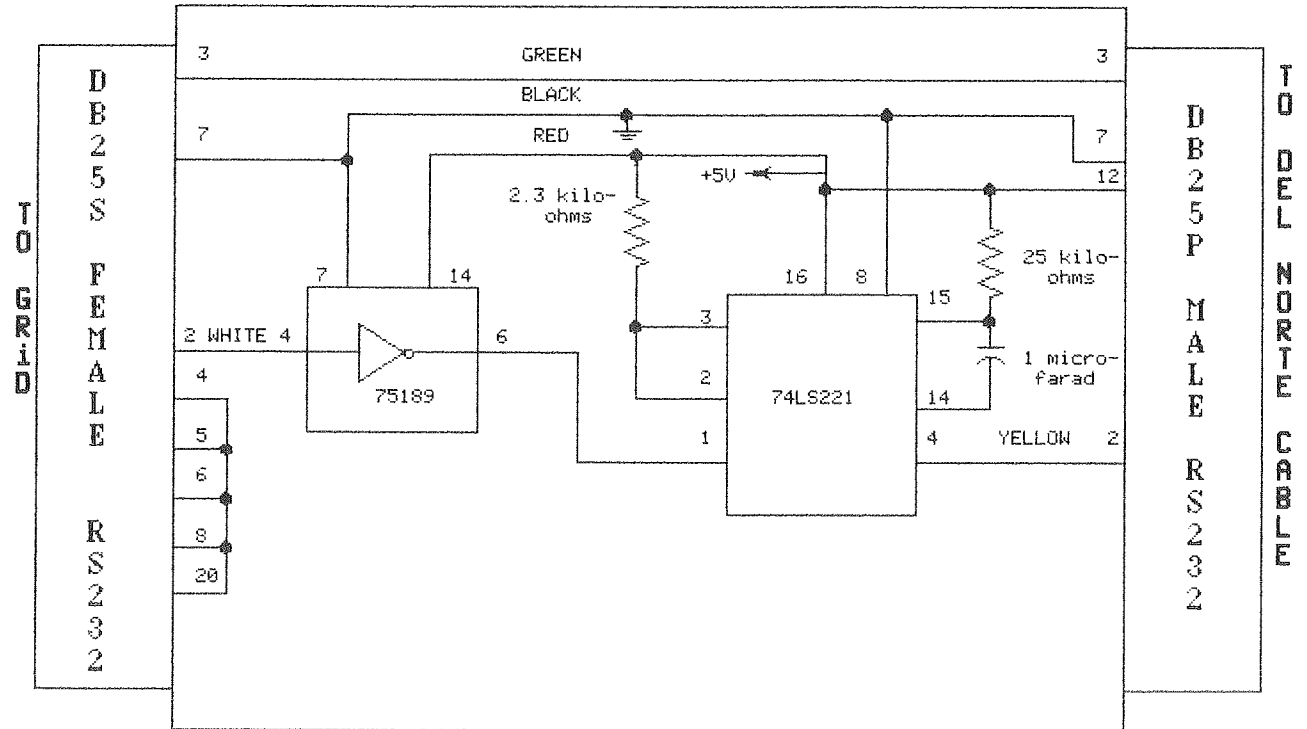 TO GRiD
DB25S FEMALE RS232
3
GREEN
3
BLACK
7
RED
7
+5V
12
2.3 kilo-
ohms
25 kilo-
ohms
7
14
16
8
15
3
2 WHITE 4
6
1 micro-
farad
4
75189
2
74LS221
14
5
1
4
YELLOW
2
6
8
20
DB25P MALE RS232
TO DEL NORTE CABLE